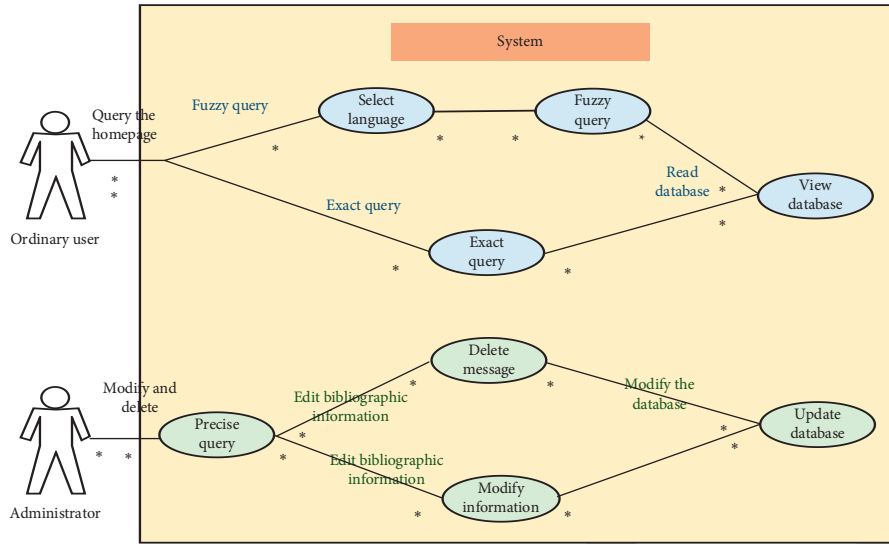 System
Query the
homepage
Fuzzy query
Select
language
Fuzzy
query
*
*
*
*
*
*
Read
database
*
View
database
Exact query
*
Ordinary user
Exact
query
*
*
Modify and
delete
Delete
message
*
*
Edit bibliographic
information
Modify the
database
Precise
query
*
*
*
*
*
*
Update
database
Edit bibliographic
information
Modify
information
*
*
Administrator